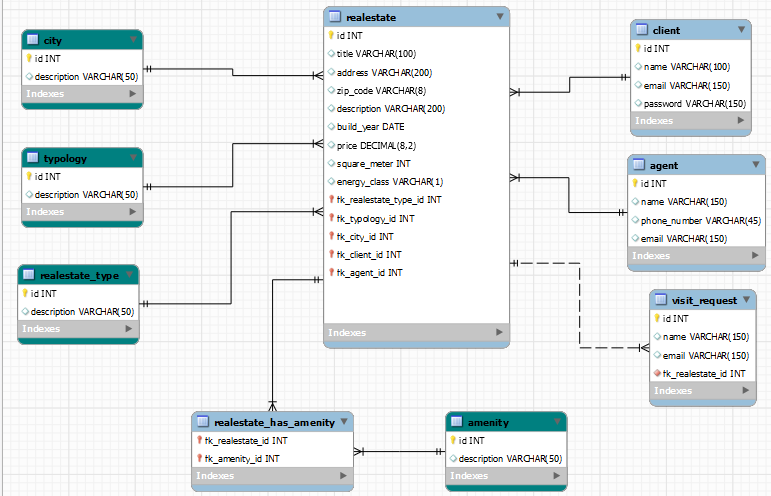 city
id INT
description VARCHAR(50)
Indexes
typology
id INT
description VARCHAR(50)
Indexes
realestate_type
id INT
description VARCHAR(50)
Indexes
realestate
id INT
title VARCHAR(100)
address VARCHAR(200)
zip_code VARCHAR(8)
description VARCHAR(200)
build_year DATE
price DECIMAL(8,2)
square_meter INT
energy_class VARCHAR(1)
fk_realestate_type_id INT
fk_typology_id INT
fk_city_id INT
fk_client_id INT
fk_agent_id INT
Indexes
client
id INT
name VARCHAR(100)
email VARCHAR(150)
password VARCHAR(150)
Indexes
agent
id INT
name VARCHAR(150)
phone_number VARCHAR(45)
email VARCHAR(150)
Indexes
visit_request
id INT
name VARCHAR(150)
email VARCHAR(150)
fk_realestate_id INT
Indexes
realestate_has_amenity
fk_realestate_id INT
fk_amenity_id INT
Indexes
amenity
id INT
description VARCHAR(50)
Indexes